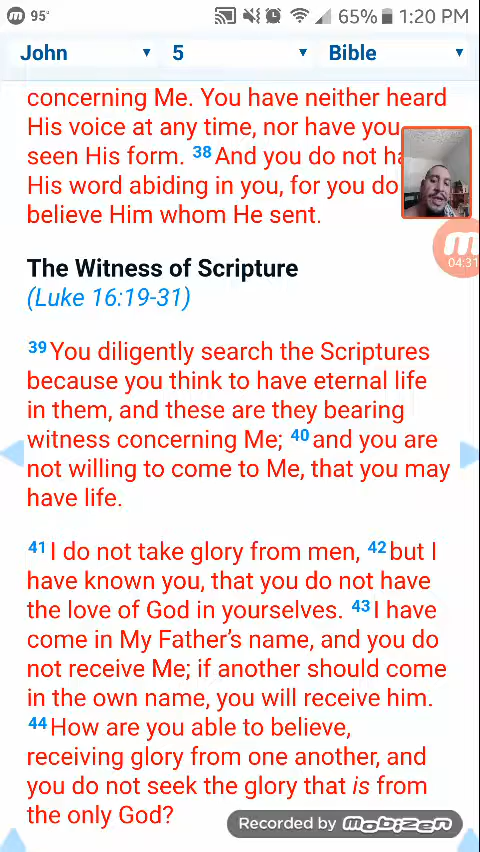 95°
65% 1:20 PM
John 5 Bible
concerning Me. You have neither heard
His voice at any time, nor have you
seen His form. 38 And you do not ha
His word abiding in you, for you do
believe Him whom He sent.
The Witness of Scripture
(Luke 16:19-31)
39 You diligently search the Scriptures
because you think to have eternal life
in them, and these are they bearing
witness concerning Me; 40 and you are
not willing to come to Me, that you may
have life.
41 I do not take glory from men, 42 but I
have known you, that you do not have
the love of God in yourselves. 43 I have
come in My Father’s name, and you do
not receive Me; if another should come
in the own name, you will receive him.
44 How are you able to believe,
receiving glory from one another, and
you do not seek the glory that is from
the only God?
04:31
Recorded by mobizen